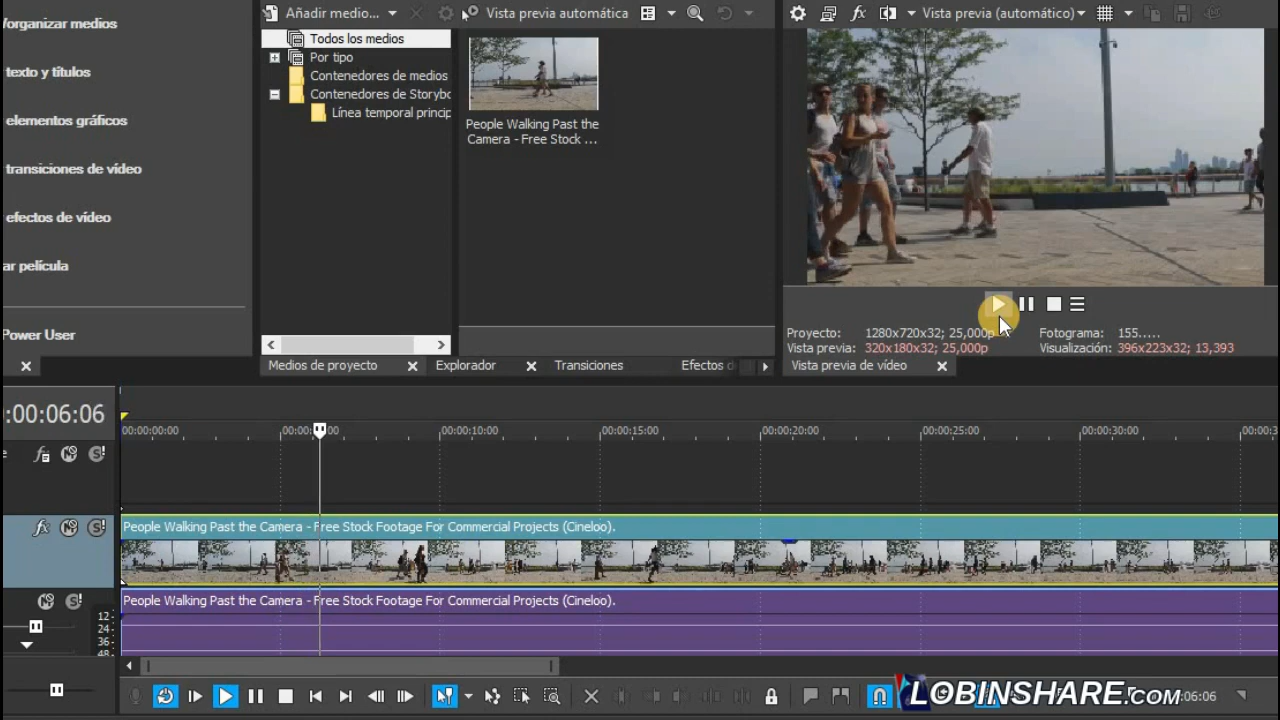 /organizar medios
texto y títulos
elementos gráficos
transiciones de vídeo
efectos de vídeo
ar película
Power User
Añadir medio...
Vista previa automática
Todos los medios
Por tipo
Contenedores de medios
Contenedores de Storybo
Línea temporal princip
People Walking Past the
Camera - Free Stock ...
Medios de proyecto
Explorador
Transiciones
Efectos d
Vista previa (automático)
Proyecto: 1280x720x32; 25,000p
Fotograma: 155.....
Vista previa: 320x180x32; 25,000p
Visualización: 396x223x32; 13,393
Vista previa de vídeo
:00:06:06
00:00:00:00
00:00:
:00
00:00:10:00
00:00:15:00
00:00:20:00
00:00:25:00
00:00:30:00
00:00:3
People Walking Past the Camera - Free Stock Footage For Commercial Projects (Cineloo).
People Walking Past the Camera - Free Stock Footage For Commercial Projects (Cineloo).
12
24
36
48
LOBINSHARE.COM
:06:06